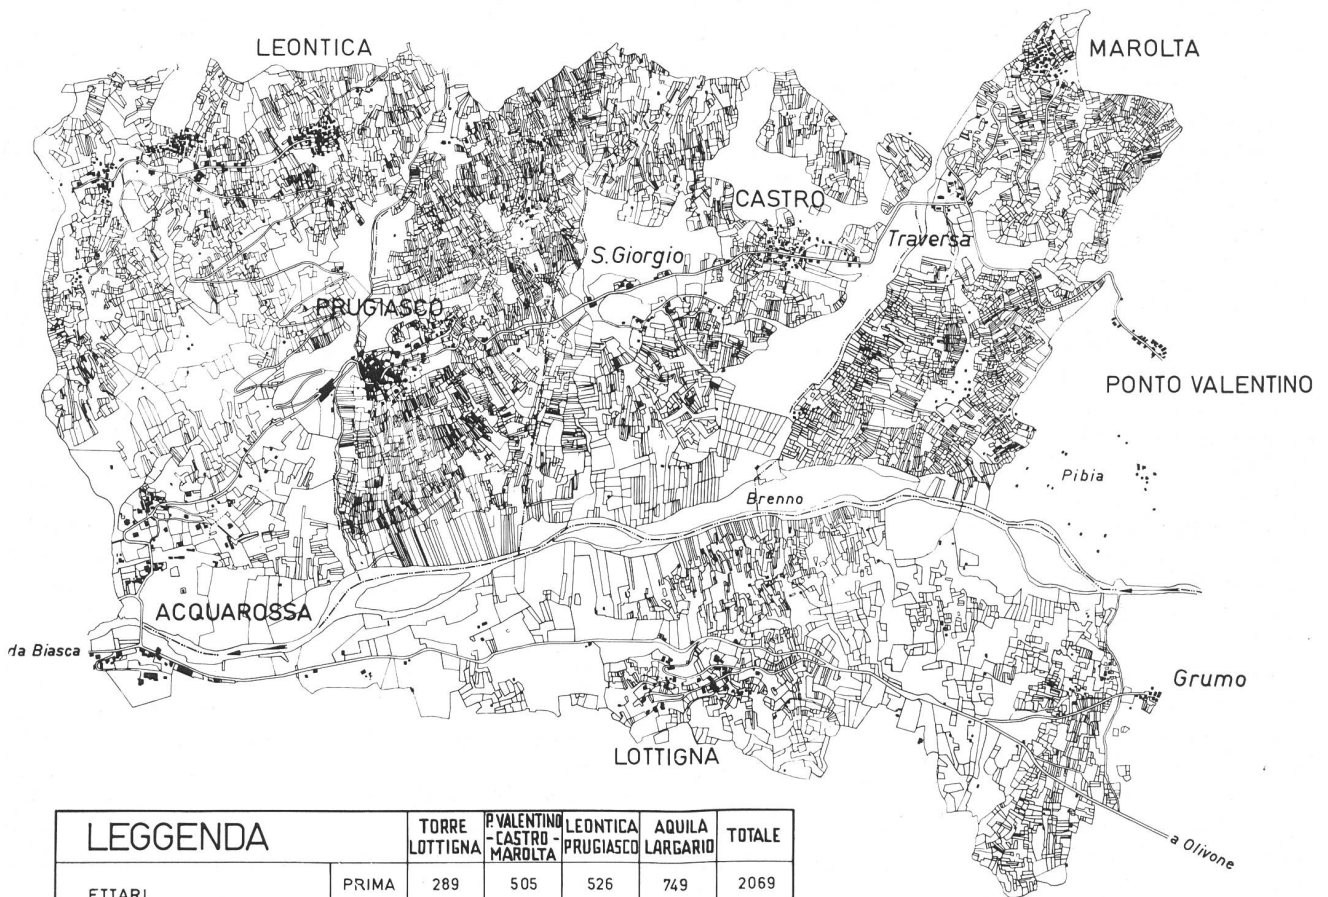 LEONTICA
MAROLTA
CASTRO
Traversa
S. Giorgio
PRUGIASCO
PONTO VALENTINO
Pibia
Brenno
ACQUAROSSA
da Biasca
Grumo
LOTTIGNA
a Olivone
LEGGENDA
TORRE LOTTIGNA
P. VALENTINO - CASTRO - MAROLTA
LEONTICA PRUGIASCO
AQUILA LARGARIO
TOTALE
ETTARI
PRIMA 289 505 526 749 2069